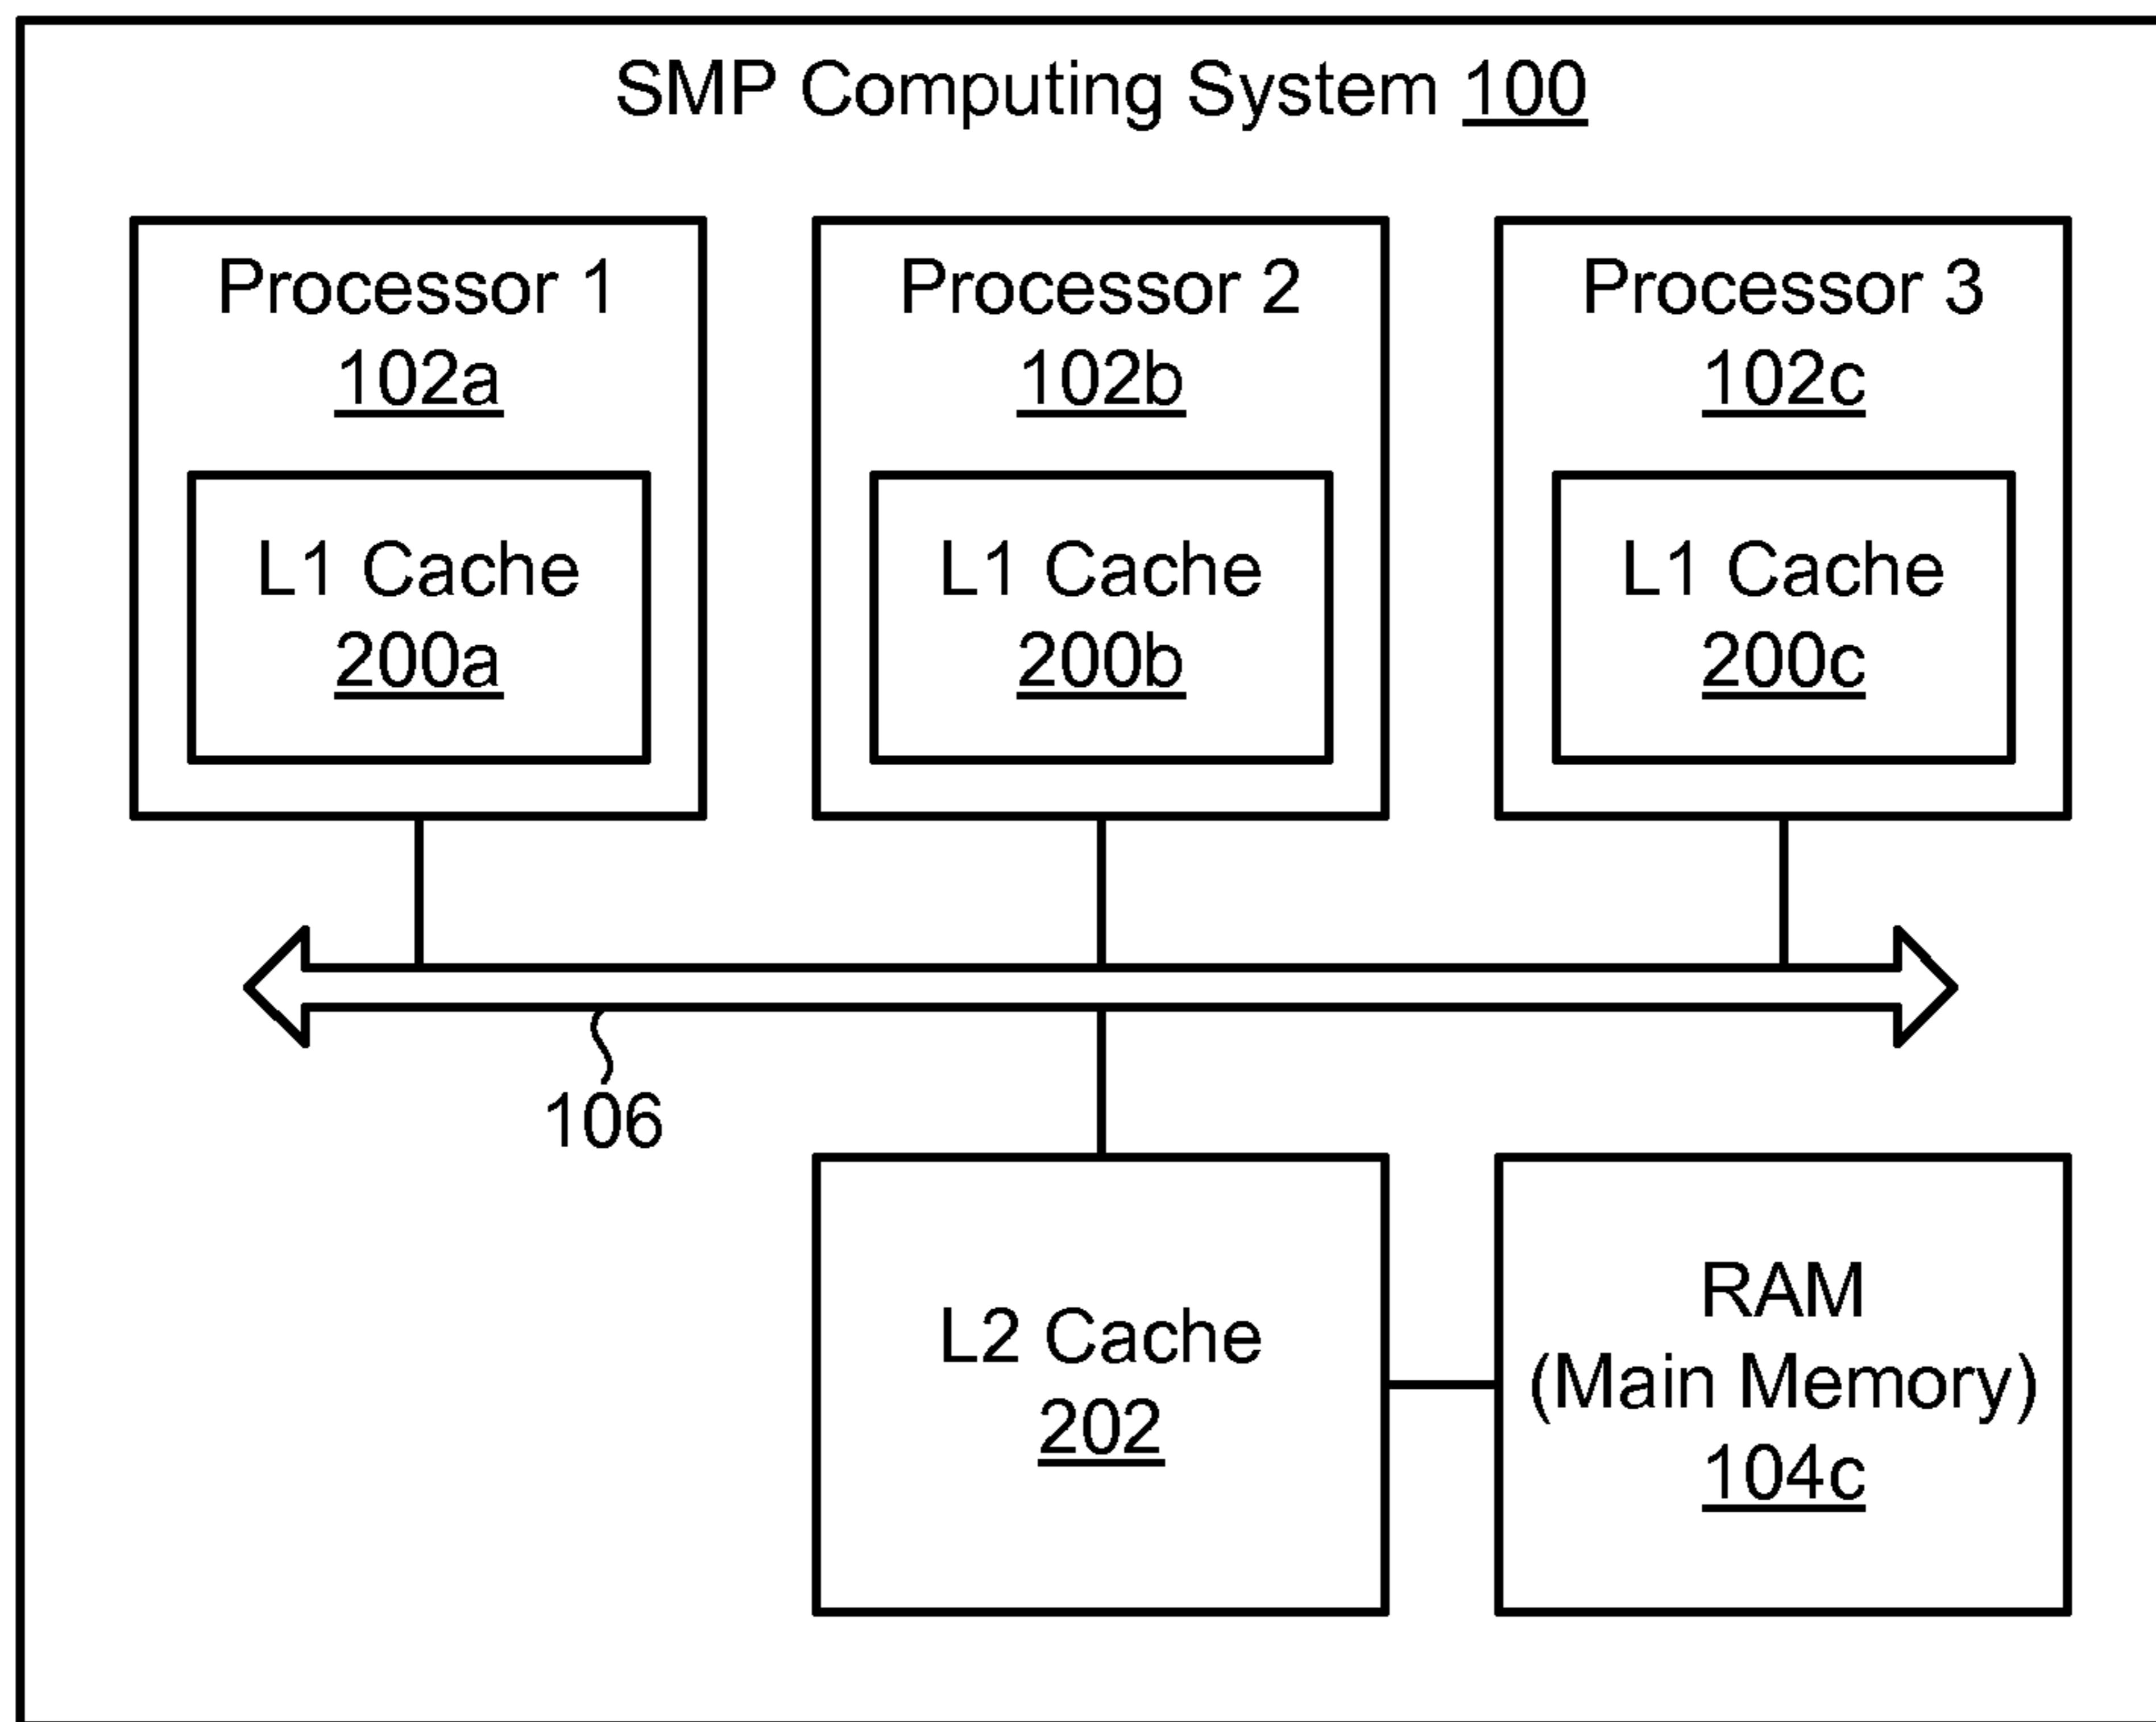 SMP Computing System 100
Processor 1
102a
L1 Cache
200a
Processor 2
102b
L1 Cache
200b
Processor 3
102c
L1 Cache
200c
106
L2 Cache
202
RAM
(Main Memory)
104c